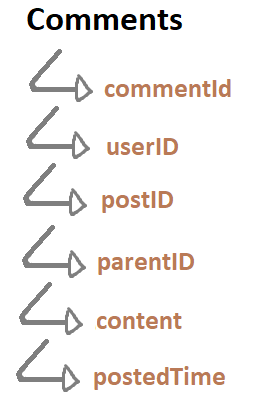 Comments
commentId
userID
postID
parentID
content
postedTime